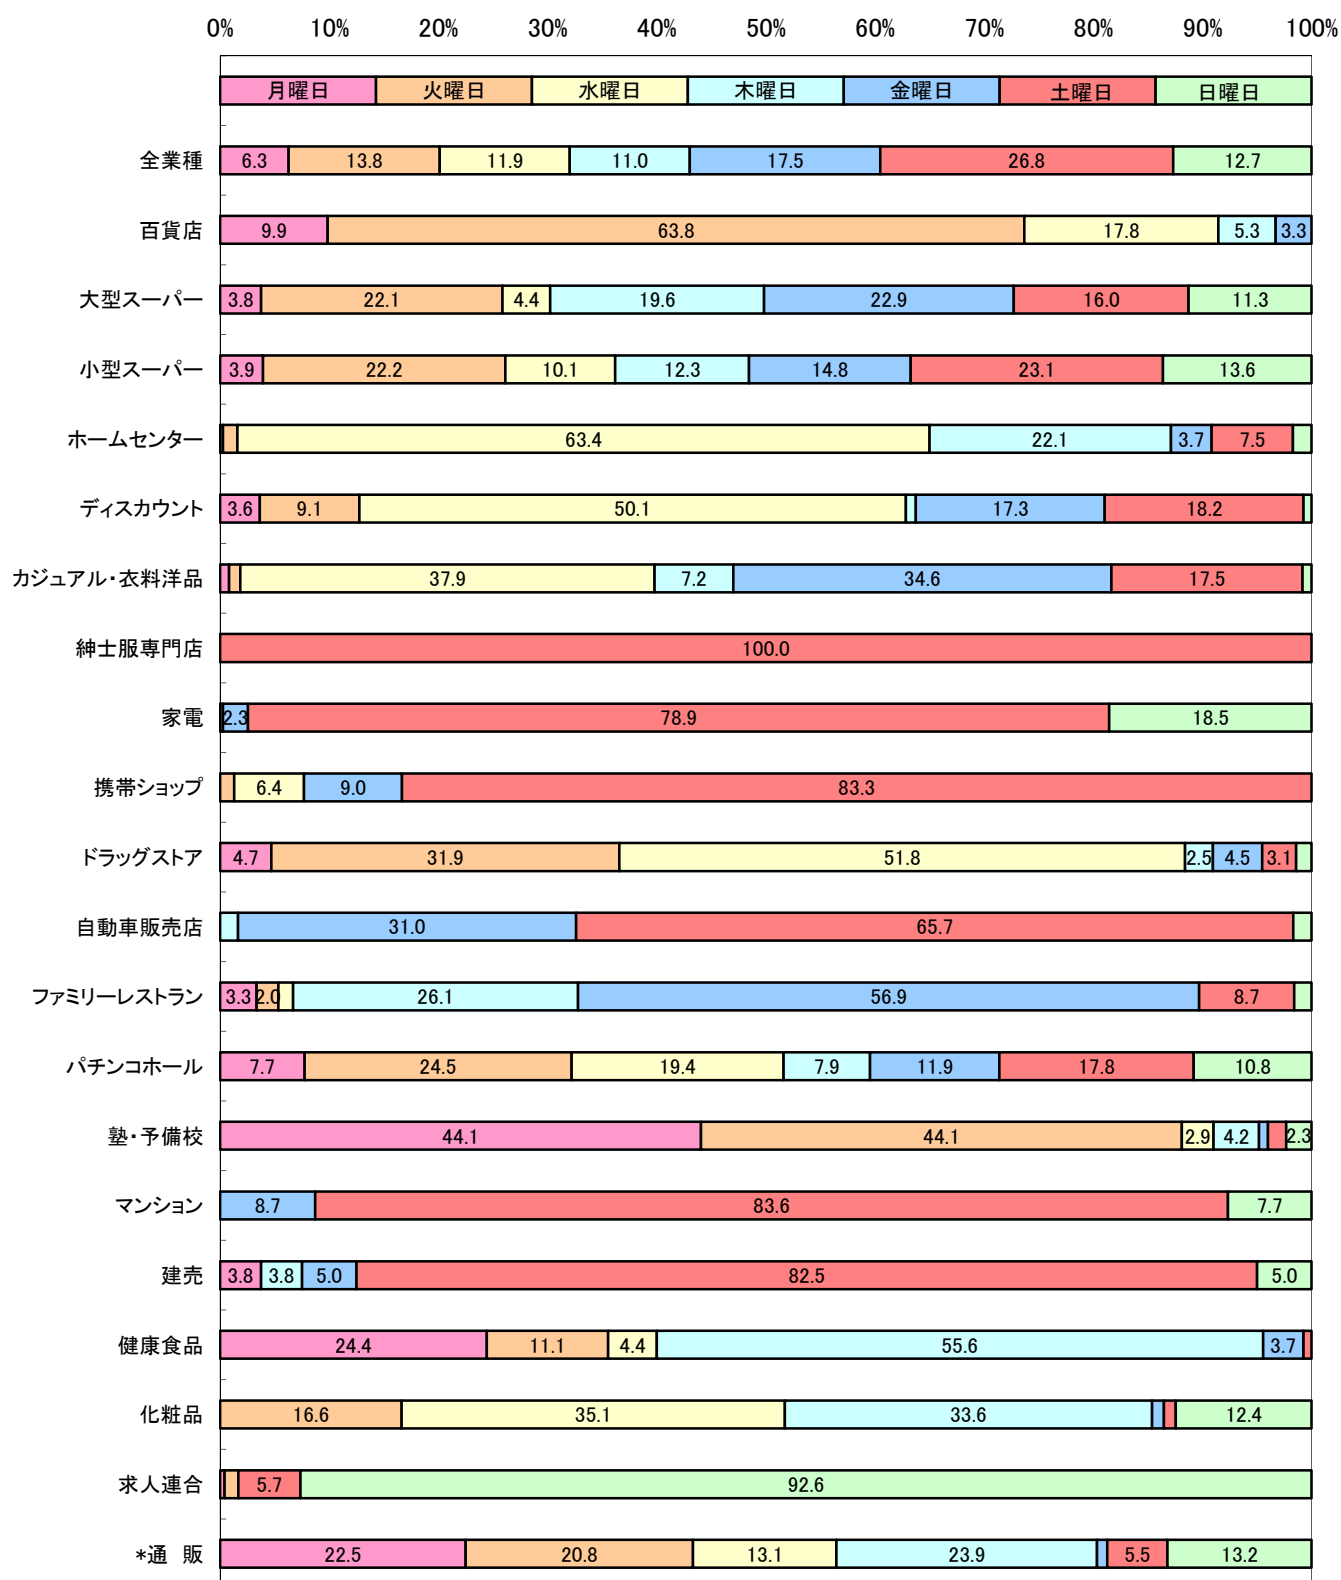 0% 10% 20% 30% 40% 50% 60% 70% 80% 90% 100%
月曜日 火曜日 水曜日 木曜日 金曜日 土曜日 日曜日
全業種 6.3 13.8 11.9 11.0 17.5 26.8 12.7
百貨店 9.9 63.8 17.8 5.3 3.3
大型スーパー 3.8 22.1 4.4 19.6 22.9 16.0 11.3
小型スーパー 3.9 22.2 10.1 12.3 14.8 23.1 13.6
ホームセンター 63.4 22.1 3.7 7.5
ディスカウント 3.6 9.1 50.1 17.3 18.2
カジュアル・衣料洋品 37.9 7.2 34.6 17.5
紳士服専門店 100.0
家電 2.3 78.9 18.5
携帯ショップ 6.4 9.0 83.3
ドラッグストア 4.7 31.9 51.8 2.5 4.5 3.1
自動車販売店 31.0 65.7
ファミリーレストラン 3.3 2.0 26.1 56.9 8.7
パチンコホール 7.7 24.5 19.4 7.9 11.9 17.8 10.8
塾・予備校 44.1 44.1 2.9 4.2 2.3
マンション 8.7 83.6 7.7
建売 3.8 3.8 5.0 82.5 5.0
健康食品 24.4 11.1 4.4 55.6 3.7
化粧品 16.6 35.1 33.6 12.4
求人連合 5.7 92.6
*通 販 22.5 20.8 13.1 23.9 5.5 13.2